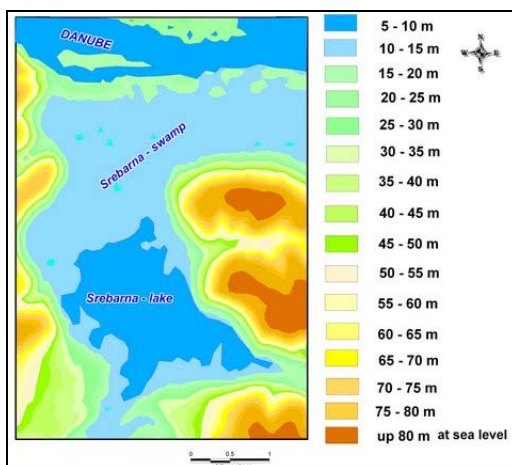 DANUBE
Srebarna - swamp
Srebarna - lake
5 - 10 m
10 - 15 m
15 - 20 m
20 - 25 m
25 - 30 m
30 - 35 m
35 - 40 m
40 - 45 m
45 - 50 m
50 - 55 m
55 - 60 m
60 - 65 m
65 - 70 m
70 - 75 m
75 - 80 m
up 80 m at sea level
N
W E
S
0 0.5 1